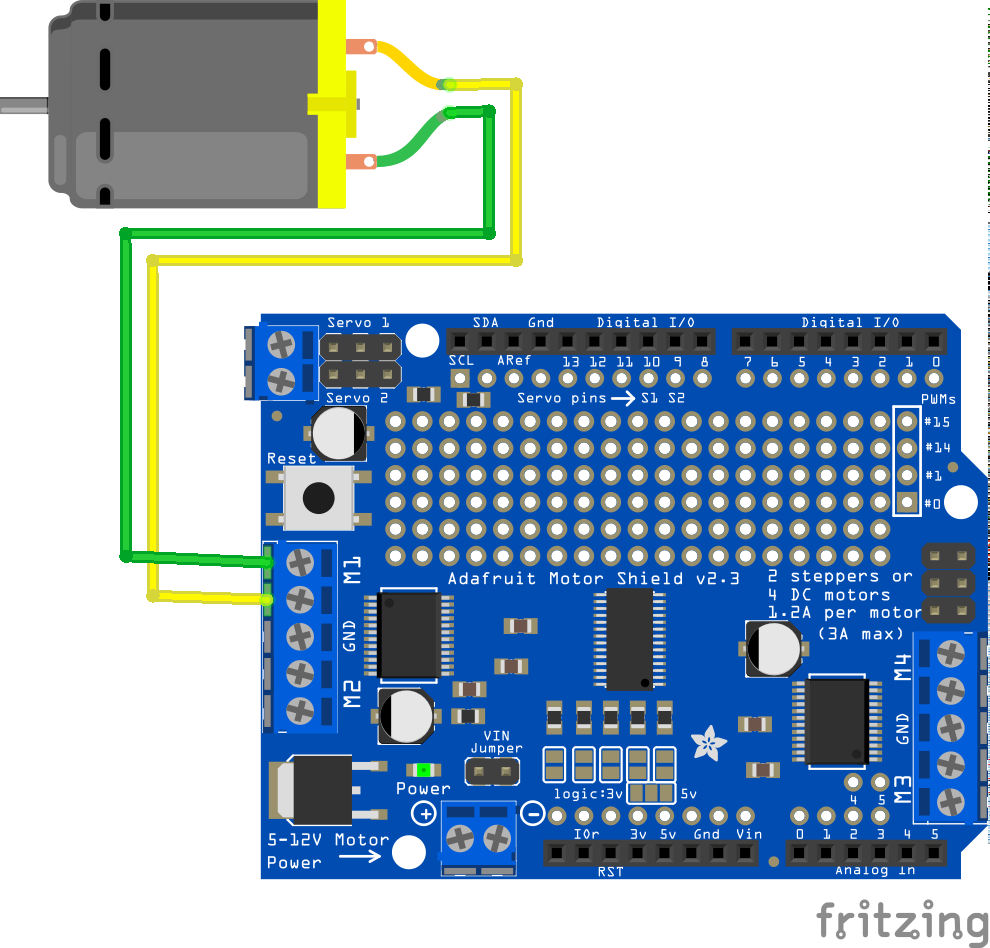 Servo 1
SDA Gnd Digital I/O Digital I/O
SCL ARef 13 12 11 10 9 8 7 6 5 4 3 2 1 0
Servo 2
Servo pins → S1 S2
PWMs
#15
#14
#1
#0
Reset
M1
GND
M2
Adafruit Motor Shield v2.3
2 steppers or
4 DC motors
1.2A per motor
(3A max)
M4
GND
M3
VIN
Jumper
Power
+
-
logic:3v 5v
4 5
5-12V Motor
Power →
IOr 3v 5v Gnd Vin 0 1 2 3 4 5
RST
Analog In
fritzing